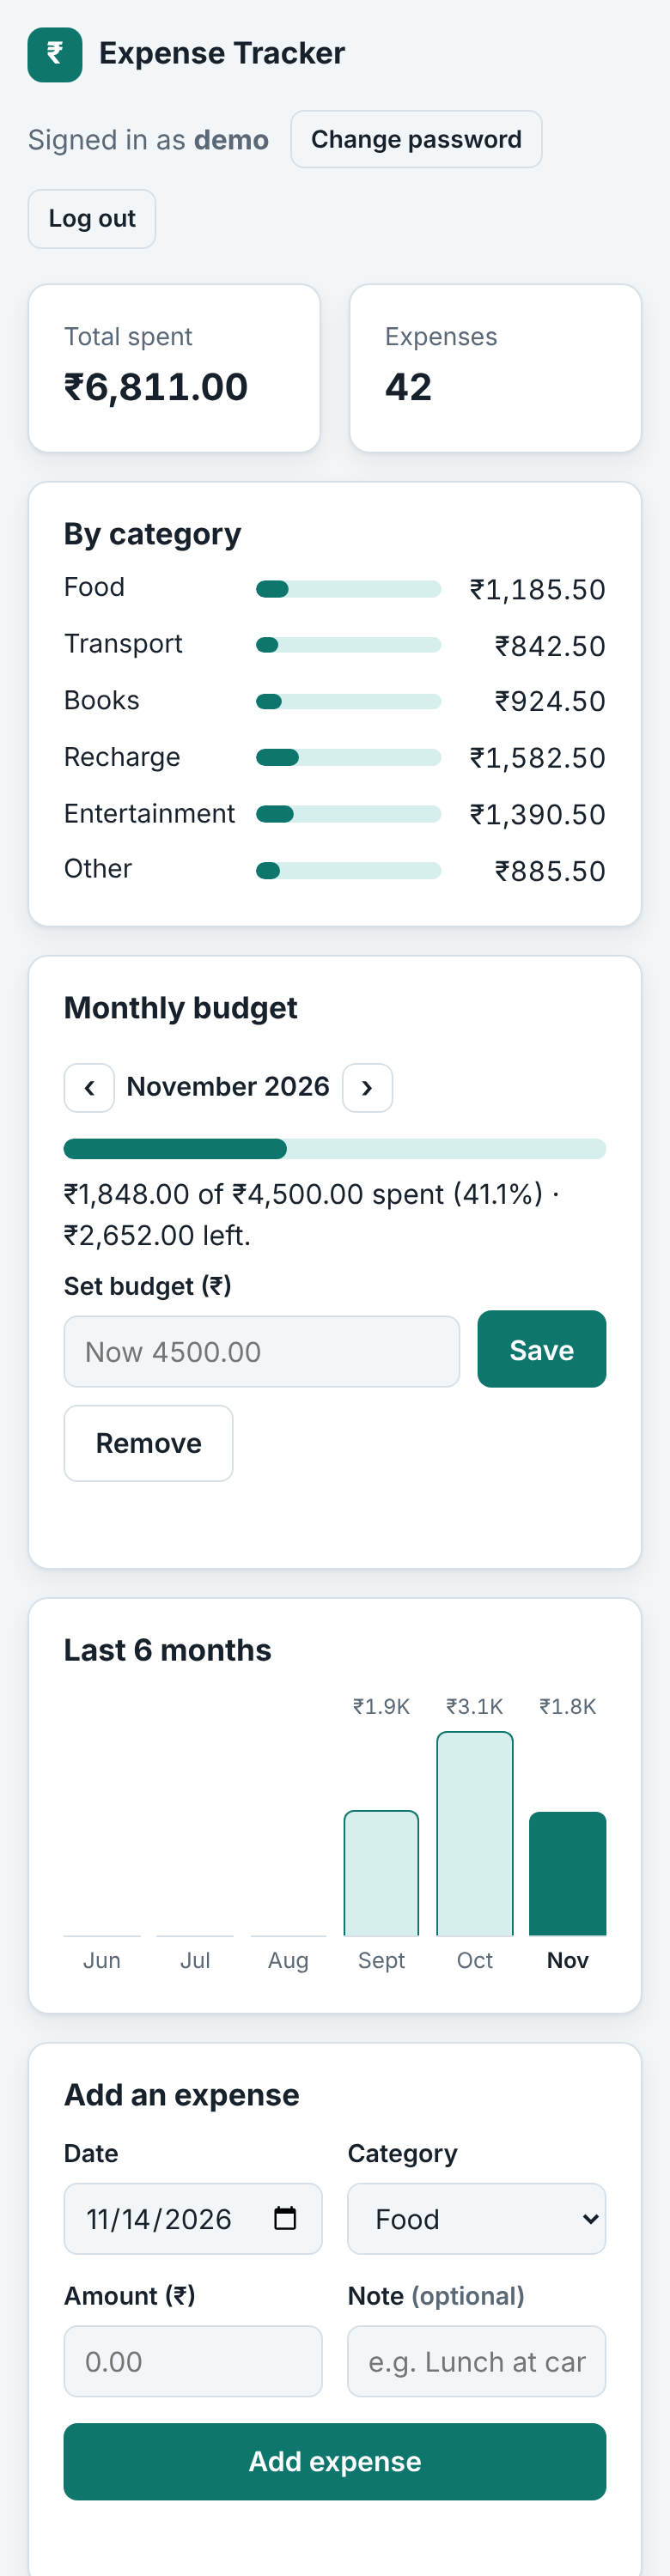 ₹ Expense Tracker
Signed in as demo Change password
Log out
Total spent Expenses
₹6,811.00 42
By category
Food ₹1,185.50
Transport ₹842.50
Books ₹924.50
Recharge ₹1,582.50
Entertainment ₹1,390.50
Other ₹885.50
Monthly budget
‹ November 2026 ›
₹1,848.00 of ₹4,500.00 spent (41.1%) ·
₹2,652.00 left.
Set budget (₹)
Now 4500.00 Save
Remove
Last 6 months
₹1.9K ₹3.1K ₹1.8K
Jun Jul Aug Sept Oct Nov
Add an expense
Date Category
11/14/2026 Food
Amount (₹) Note (optional)
0.00 e.g. Lunch at car
Add expense